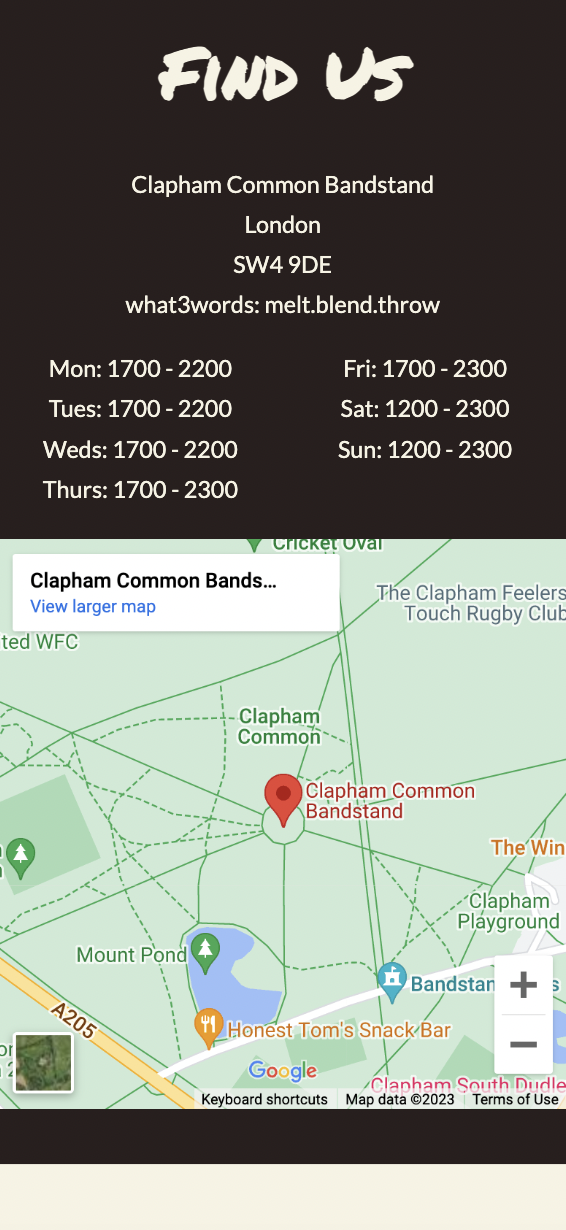 Find Us
Clapham Common Bandstand
London
SW4 9DE
what3words: melt.blend.throw
Mon: 1700 - 2200
Tues: 1700 - 2200
Weds: 1700 - 2200
Thurs: 1700 - 2300
Fri: 1700 - 2300
Sat: 1200 - 2300
Sun: 1200 - 2300
Cricket Oval
Clapham Common Bands...
View larger map
The Clapham Feelers
Touch Rugby Club
ted WFC
Clapham
Common
Clapham Common
Bandstand
The Win
Clapham
Playground
Mount Pond
Bandstan
A205
Honest Tom's Snack Bar
Google
Clapham South Dudle
Keyboard shortcuts
Map data ©2023
Terms of Use